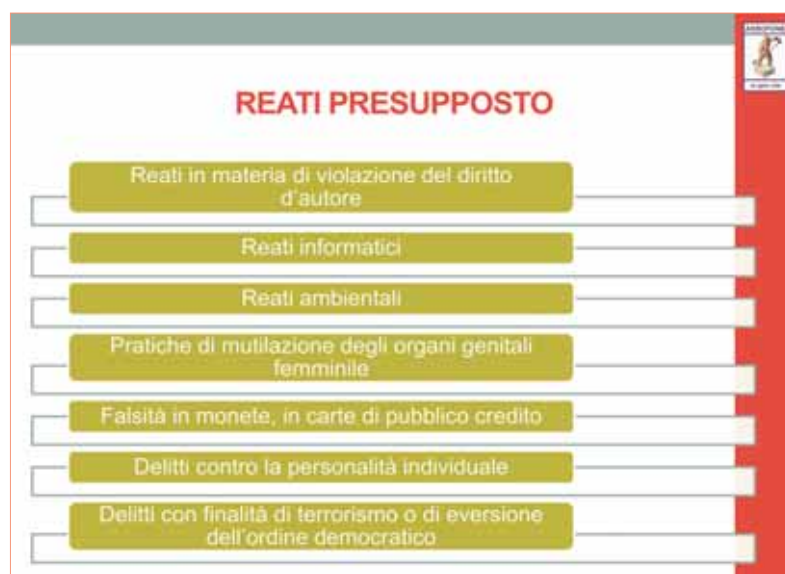 REATI PRESUPPOSTO
Reati in materia di violazione del diritto
d'autore
Reati informatici
Reati ambientali
Pratiche di mutilazione degli organi genitali
femminile
Falsità in monete, in carte di pubblico credito
Delitti contro la personalità individuale
Delitti con finalità di terrorismo o di eversione
dell'ordine democratico